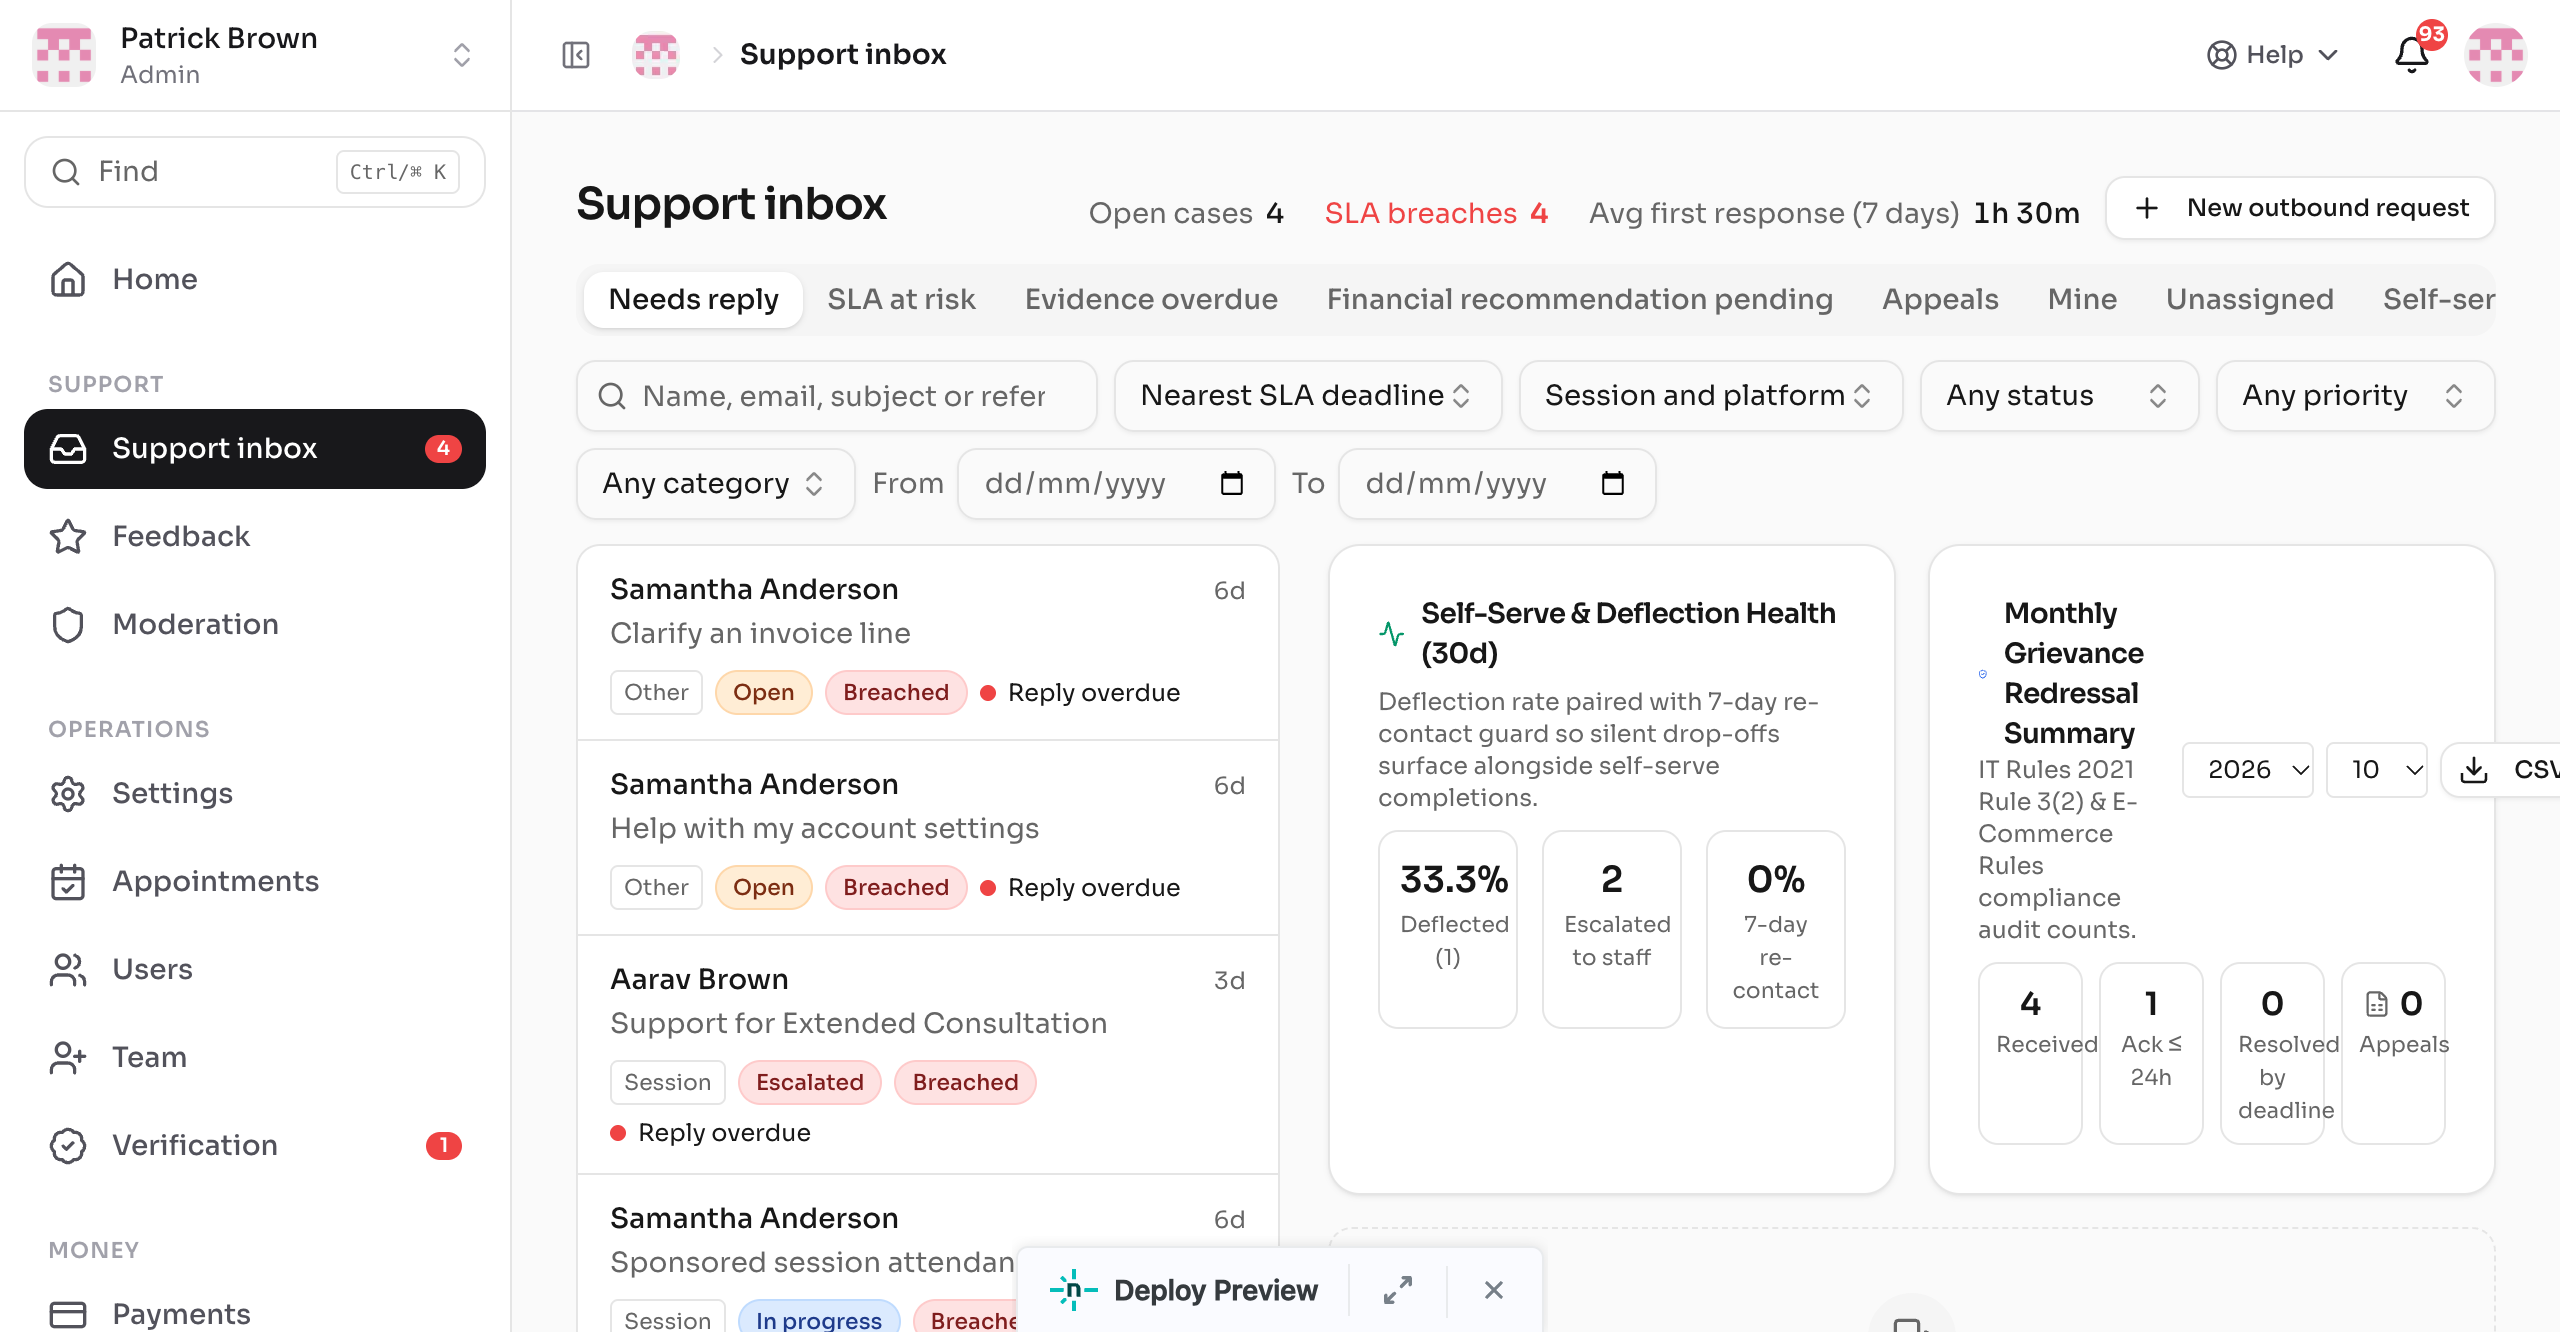 Patrick Brown
Admin
Find
Ctrl/⌘ K
Home
SUPPORT
Support inbox
4
Feedback
Moderation
OPERATIONS
Settings
Appointments
Users
Team
Verification
1
MONEY
Payments
Support inbox
Help
93
Support inbox
Open cases 4
SLA breaches 4
Avg first response (7 days) 1h 30m
New outbound request
Needs reply
SLA at risk
Evidence overdue
Financial recommendation pending
Appeals
Mine
Unassigned
Self-ser
Name, email, subject or refer
Nearest SLA deadline
Session and platform
Any status
Any priority
Any category
From
dd/mm/yyyy
To
dd/mm/yyyy
Samantha Anderson
6d
Clarify an invoice line
Other
Open
Breached
Reply overdue
Samantha Anderson
6d
Help with my account settings
Other
Open
Breached
Reply overdue
Aarav Brown
3d
Support for Extended Consultation
Session
Escalated
Breached
Reply overdue
Samantha Anderson
6d
Sponsored session attendan
Session
In progress
Breache
Self-Serve & Deflection Health
(30d)
Deflection rate paired with 7-day re-
contact guard so silent drop-offs
surface alongside self-serve
completions.
33.3%
Deflected
(1)
2
Escalated
to staff
0%
7-day
re-
contact
Monthly
Grievance
Redressal
Summary
IT Rules 2021
Rule 3(2) & E-
Commerce
Rules
compliance
audit counts.
2026
10
CSV
4
Received
1
Ack ≤
24h
0
Resolved
by
deadline
0
Appeals
Deploy Preview